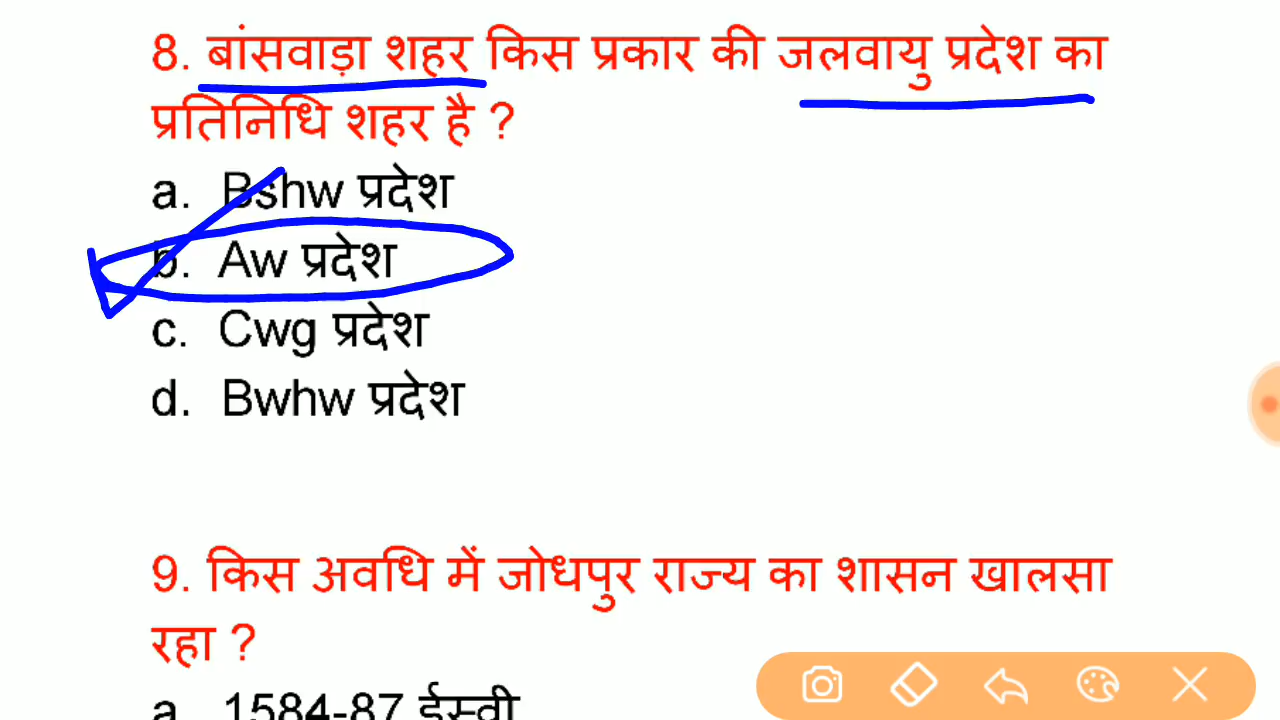 8. बांसवाड़ा शहर किस प्रकार की जलवायु प्रदेश का
प्रतिनिधि शहर है ?
a. Bshw प्रदेश
b. Aw प्रदेश
c. Cwg प्रदेश
d. Bwhw प्रदेश
9. किस अवधि में जोधपुर राज्य का शासन खालसा
रहा ?
a. 1584-87 ईस्वी